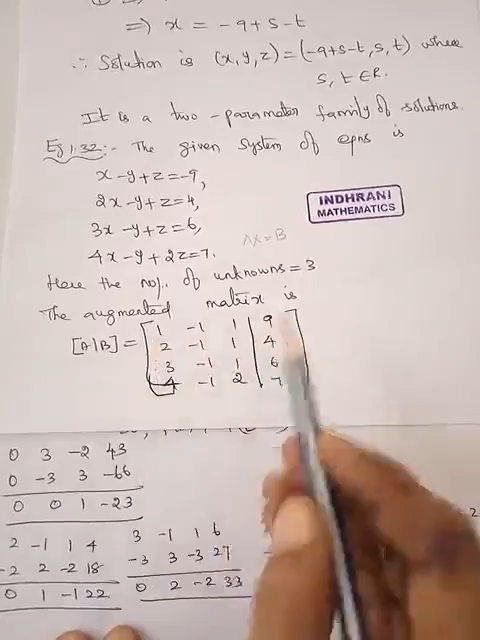 ⇒ x = -9+s-t
∴ Solution is (x,y,z) = (-9+s-t, s, t) where
s, t ∈ R.
It is a two-parameter family of solutions.
Eg 1.32:- The given system of eqns is
x-y+z=-9,
2x-y+z=4,
3x-y+z=6,
4x-y+2z=7.
INDHRANI
MATHEMATICS
AX=B
Here the no/. of unknowns = 3
The augmented matrix is
[A|B] = 1 -1 1 9
2 -1 1 4
3 -1 1 6
4 -1 2 7
0 3 -2 43
0 -3 3 -66
0 0 1 -23
2 -1 1 4
-2 2 -2 18
0 1 -1 22
3 -1 1 6
-3 3 -3 27
0 2 -2 33